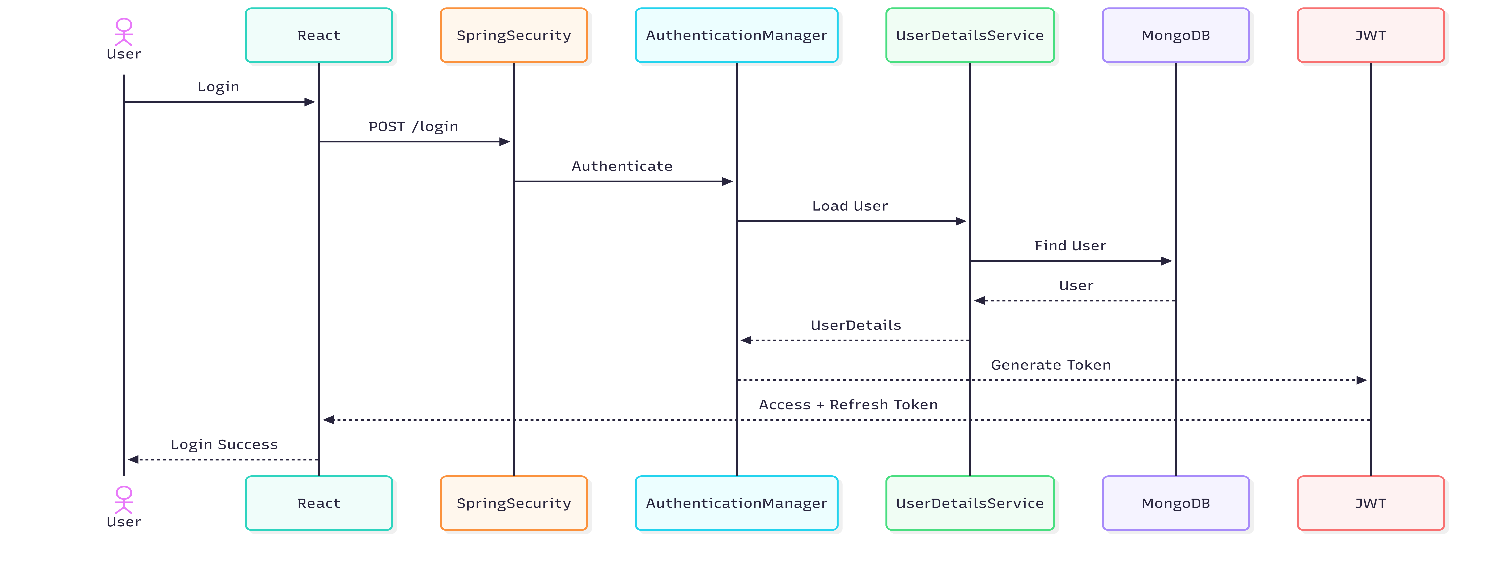 User
React
SpringSecurity
AuthenticationManager
UserDetailsService
MongoDB
JWT
Login
POST /login
Authenticate
Load User
Find User
User
UserDetails
Generate Token
Access + Refresh Token
Login Success
User
React
SpringSecurity
AuthenticationManager
UserDetailsService
MongoDB
JWT